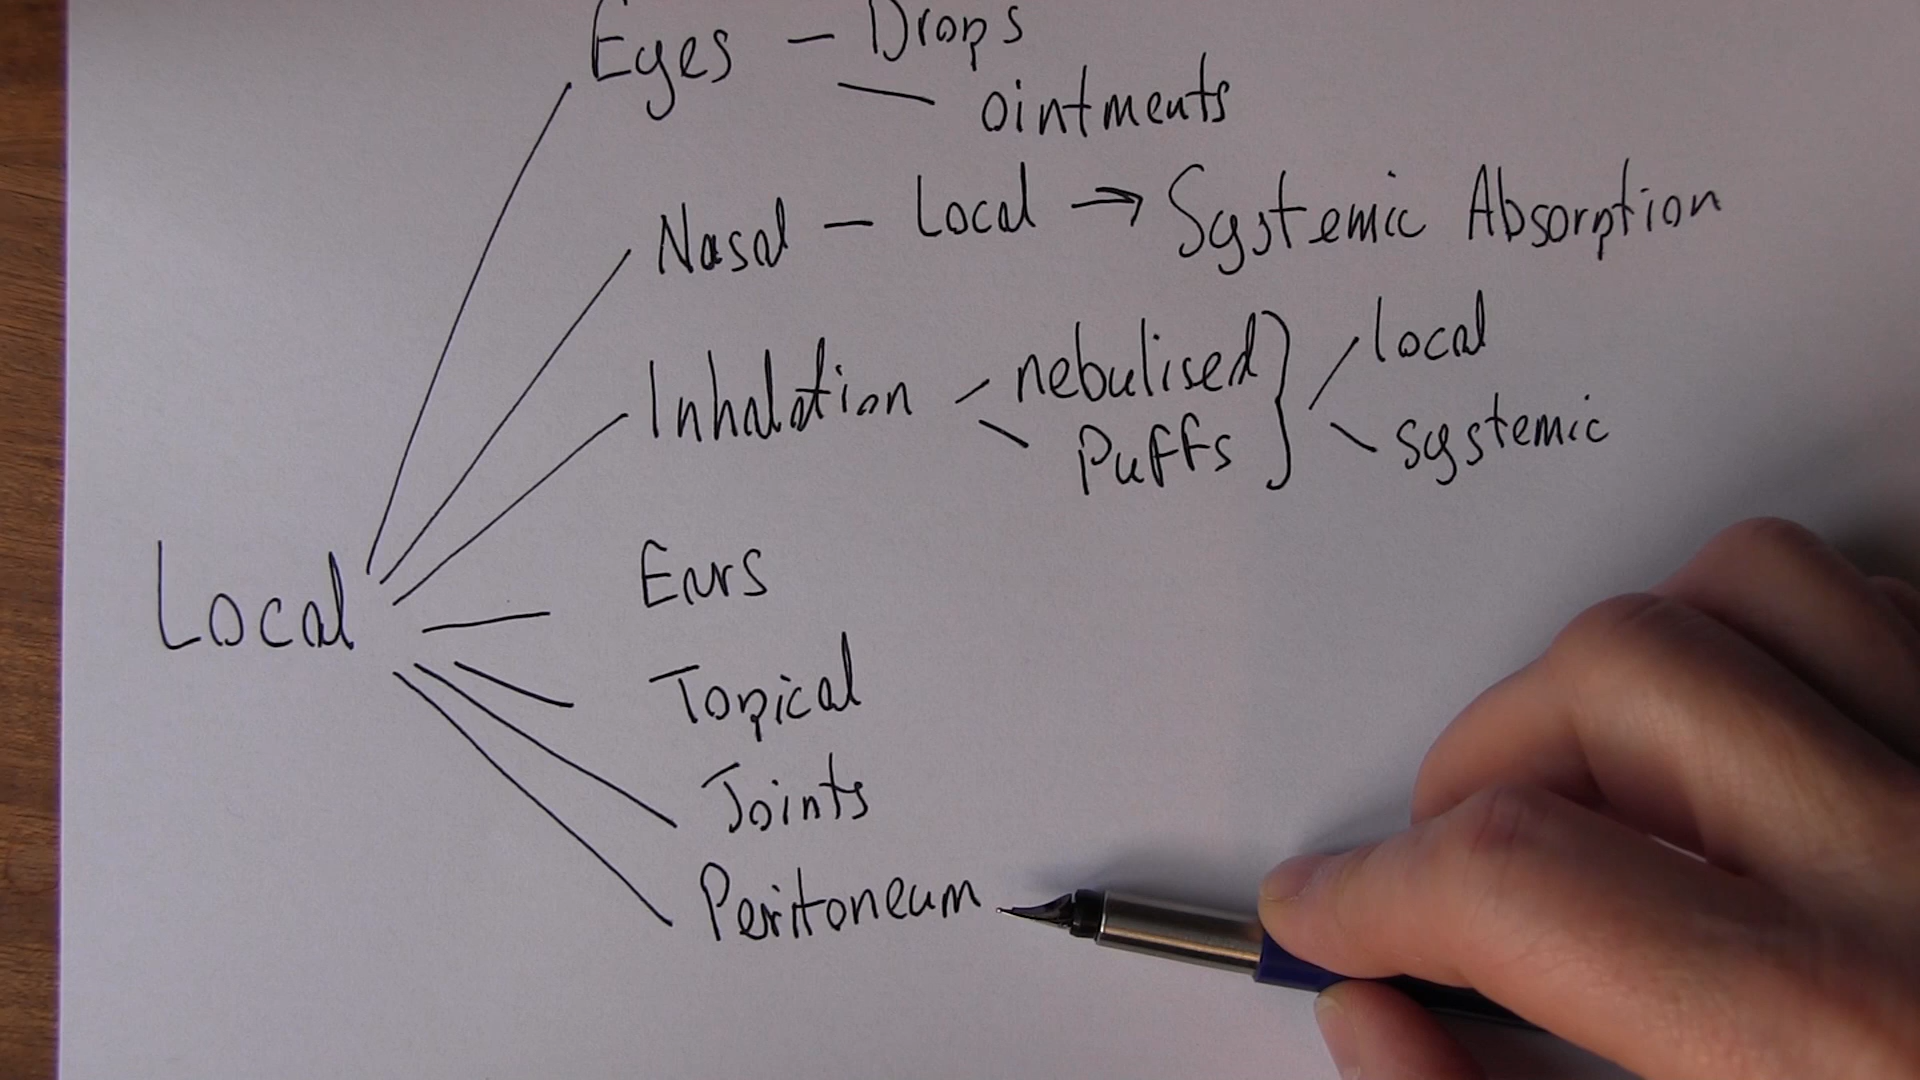 Eyes – Drops
– ointments
Nasal – Local → Systemic Absorption
Inhalation – nebulised } local
Puffs systemic
Local
Ears
Topical
Joints
Peritoneum